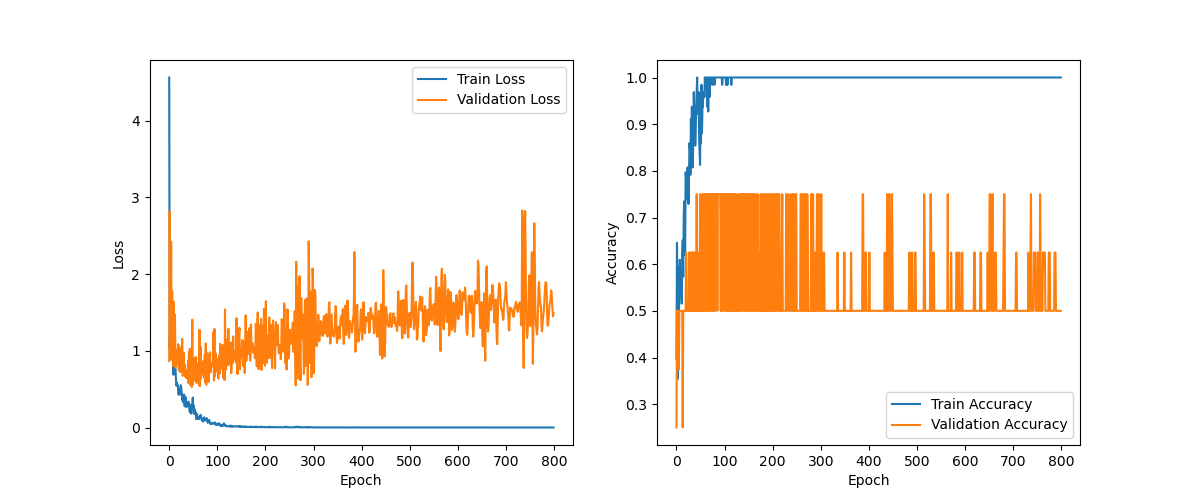 Train Loss
Validation Loss
4
3
2
1
0
Loss
0 100 200 300 400 500 600 700 800
Epoch
1.0
0.9
0.8
0.7
0.6
0.5
0.4
0.3
Accuracy
Train Accuracy
Validation Accuracy
0 100 200 300 400 500 600 700 800
Epoch